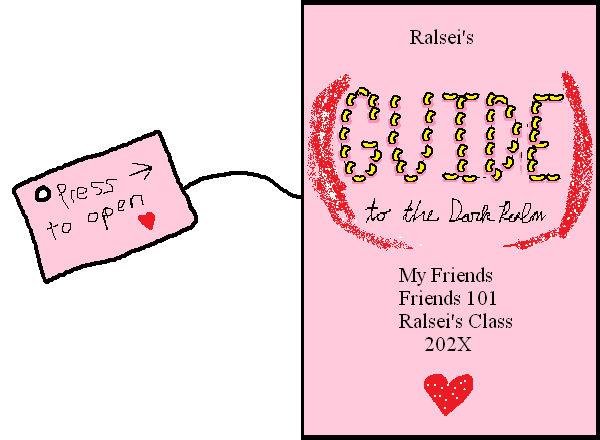 Press →
to open
Ralsei's
GUIDE
to the Dark Realm
My Friends
Friends 101
Ralsei's Class
202X